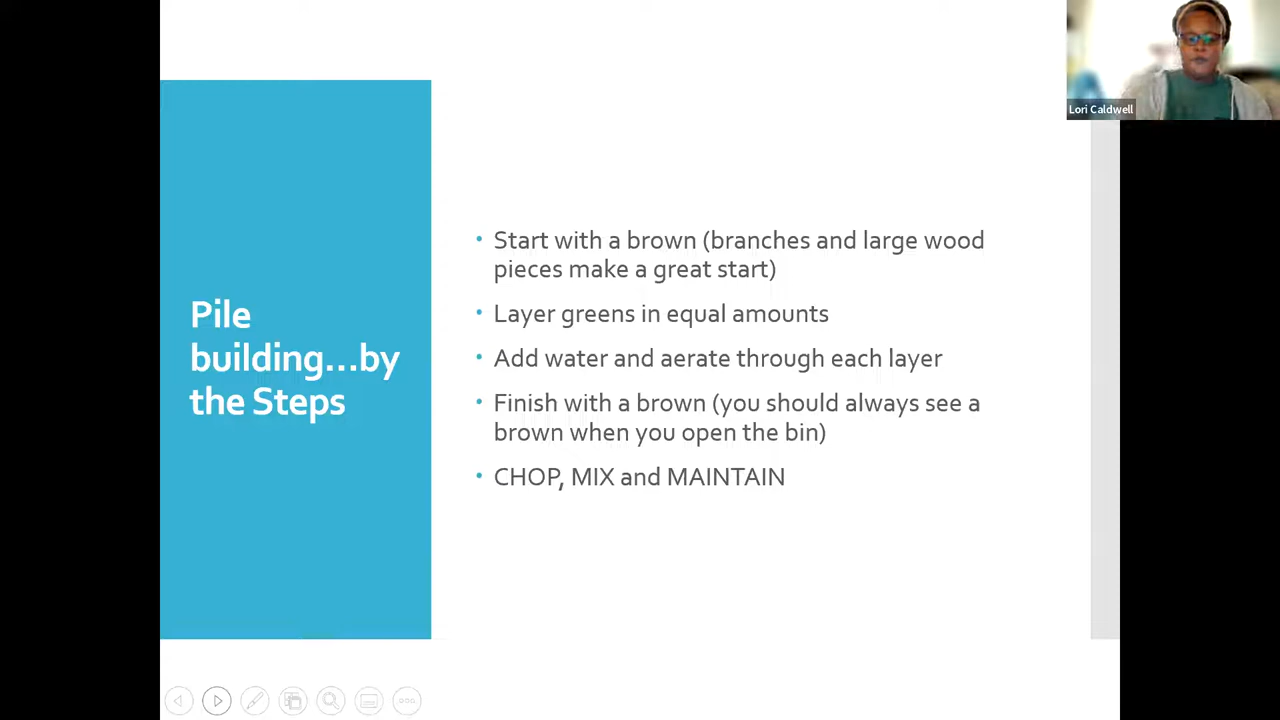 Lori Caldwell
Pile
building...by
the Steps
• Start with a brown (branches and large wood
pieces make a great start)
• Layer greens in equal amounts
• Add water and aerate through each layer
• Finish with a brown (you should always see a
brown when you open the bin)
• CHOP, MIX and MAINTAIN